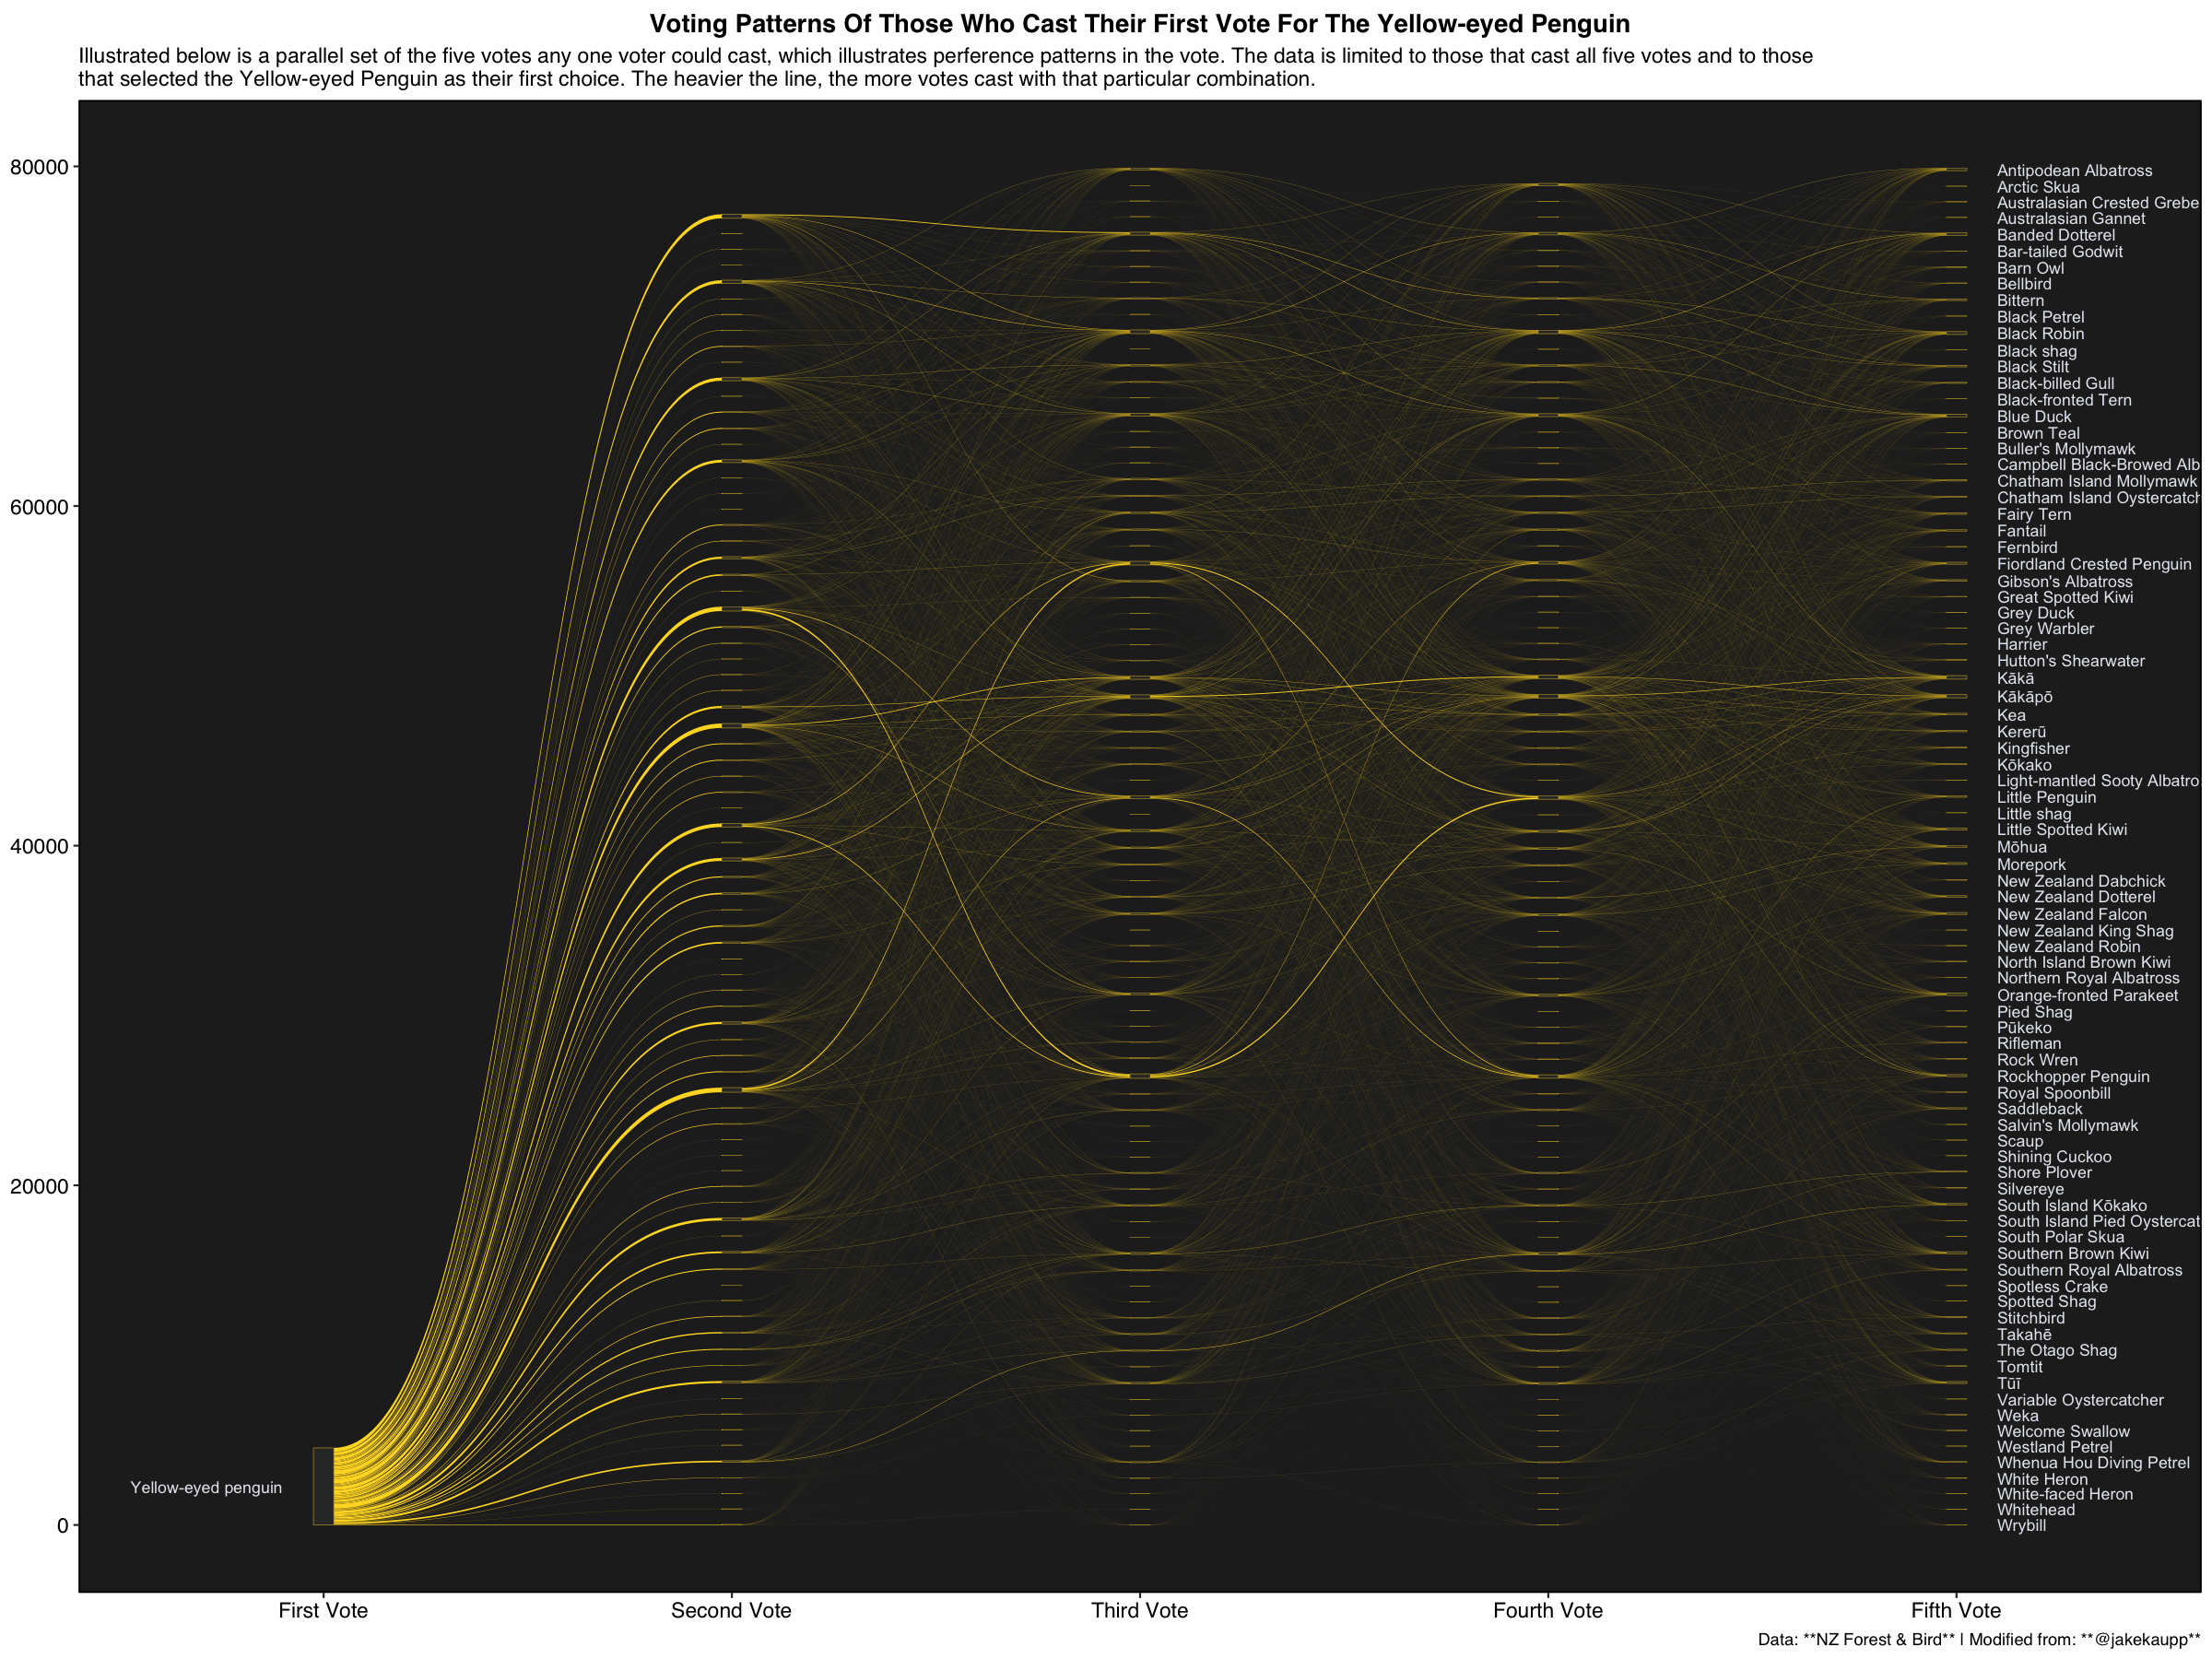 Voting Patterns Of Those Who Cast Their First Vote For The Yellow-eyed Penguin
Illustrated below is a parallel set of the five votes any one voter could cast, which illustrates perference patterns in the vote. The data is limited to those that cast all five votes and to those
that selected the Yellow-eyed Penguin as their first choice. The heavier the line, the more votes cast with that particular combination.
80000
60000
40000
20000
0
Yellow-eyed penguin
Antipodean Albatross
Arctic Skua
Australasian Crested Grebe
Australasian Gannet
Banded Dotterel
Bar-tailed Godwit
Barn Owl
Bellbird
Bittern
Black Petrel
Black Robin
Black shag
Black Stilt
Black-billed Gull
Black-fronted Tern
Blue Duck
Brown Teal
Buller's Mollymawk
Campbell Black-Browed Alb
Chatham Island Mollymawk
Chatham Island Oystercatch
Fairy Tern
Fantail
Fernbird
Fiordland Crested Penguin
Gibson's Albatross
Great Spotted Kiwi
Grey Duck
Grey Warbler
Harrier
Hutton's Shearwater
Kākā
Kākāpō
Kea
Kererū
Kingfisher
Kōkako
Light-mantled Sooty Albatro
Little Penguin
Little shag
Little Spotted Kiwi
Mōhua
Morepork
New Zealand Dabchick
New Zealand Dotterel
New Zealand Falcon
New Zealand King Shag
New Zealand Robin
North Island Brown Kiwi
Northern Royal Albatross
Orange-fronted Parakeet
Pied Shag
Pūkeko
Rifleman
Rock Wren
Rockhopper Penguin
Royal Spoonbill
Saddleback
Salvin's Mollymawk
Scaup
Shining Cuckoo
Shore Plover
Silvereye
South Island Kōkako
South Island Pied Oystercat
South Polar Skua
Southern Brown Kiwi
Southern Royal Albatross
Spotless Crake
Spotted Shag
Stitchbird
Takahē
The Otago Shag
Tomtit
Tūī
Variable Oystercatcher
Weka
Welcome Swallow
Westland Petrel
Whenua Hou Diving Petrel
White Heron
White-faced Heron
Whitehead
Wrybill
First Vote
Second Vote
Third Vote
Fourth Vote
Fifth Vote
Data: **NZ Forest & Bird** | Modified from: **@jakekaupp**